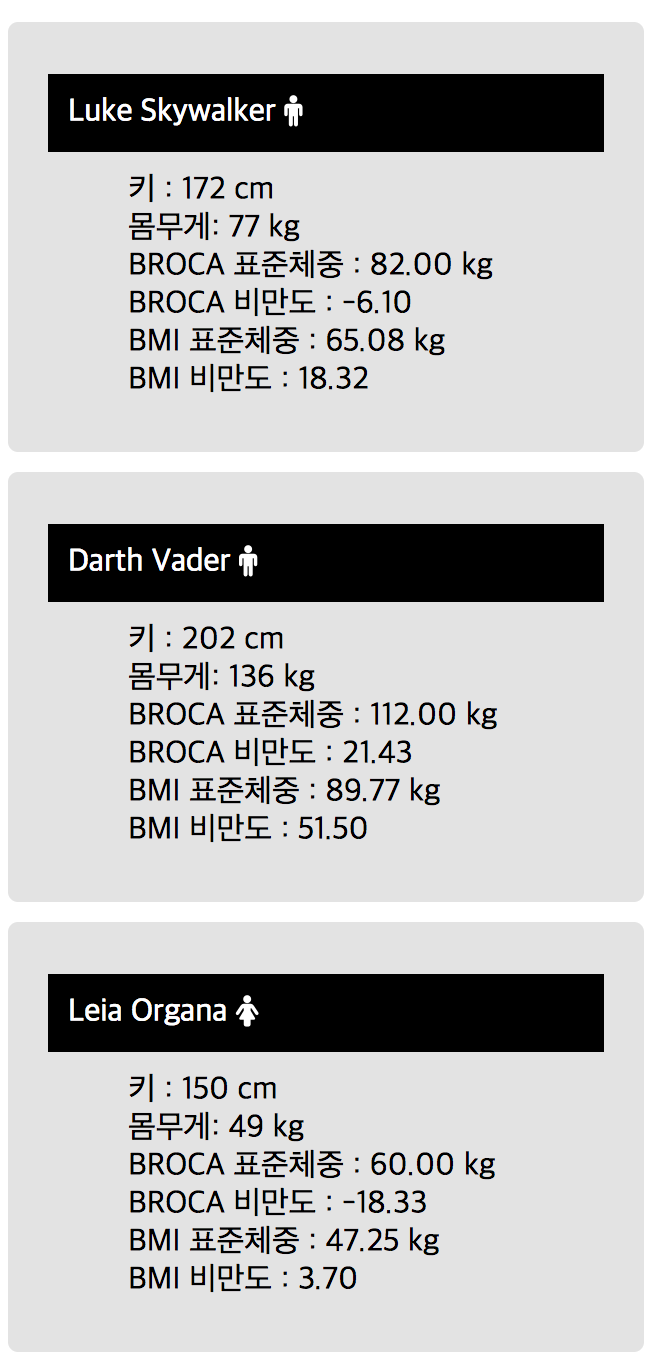 Luke Skywalker
키 : 172 cm
몸무게: 77 kg
BROCA 표준체중 : 82.00 kg
BROCA 비만도 : -6.10
BMI 표준체중 : 65.08 kg
BMI 비만도 : 18.32
Darth Vader
키 : 202 cm
몸무게: 136 kg
BROCA 표준체중 : 112.00 kg
BROCA 비만도 : 21.43
BMI 표준체중 : 89.77 kg
BMI 비만도 : 51.50
Leia Organa
키 : 150 cm
몸무게: 49 kg
BROCA 표준체중 : 60.00 kg
BROCA 비만도 : -18.33
BMI 표준체중 : 47.25 kg
BMI 비만도 : 3.70